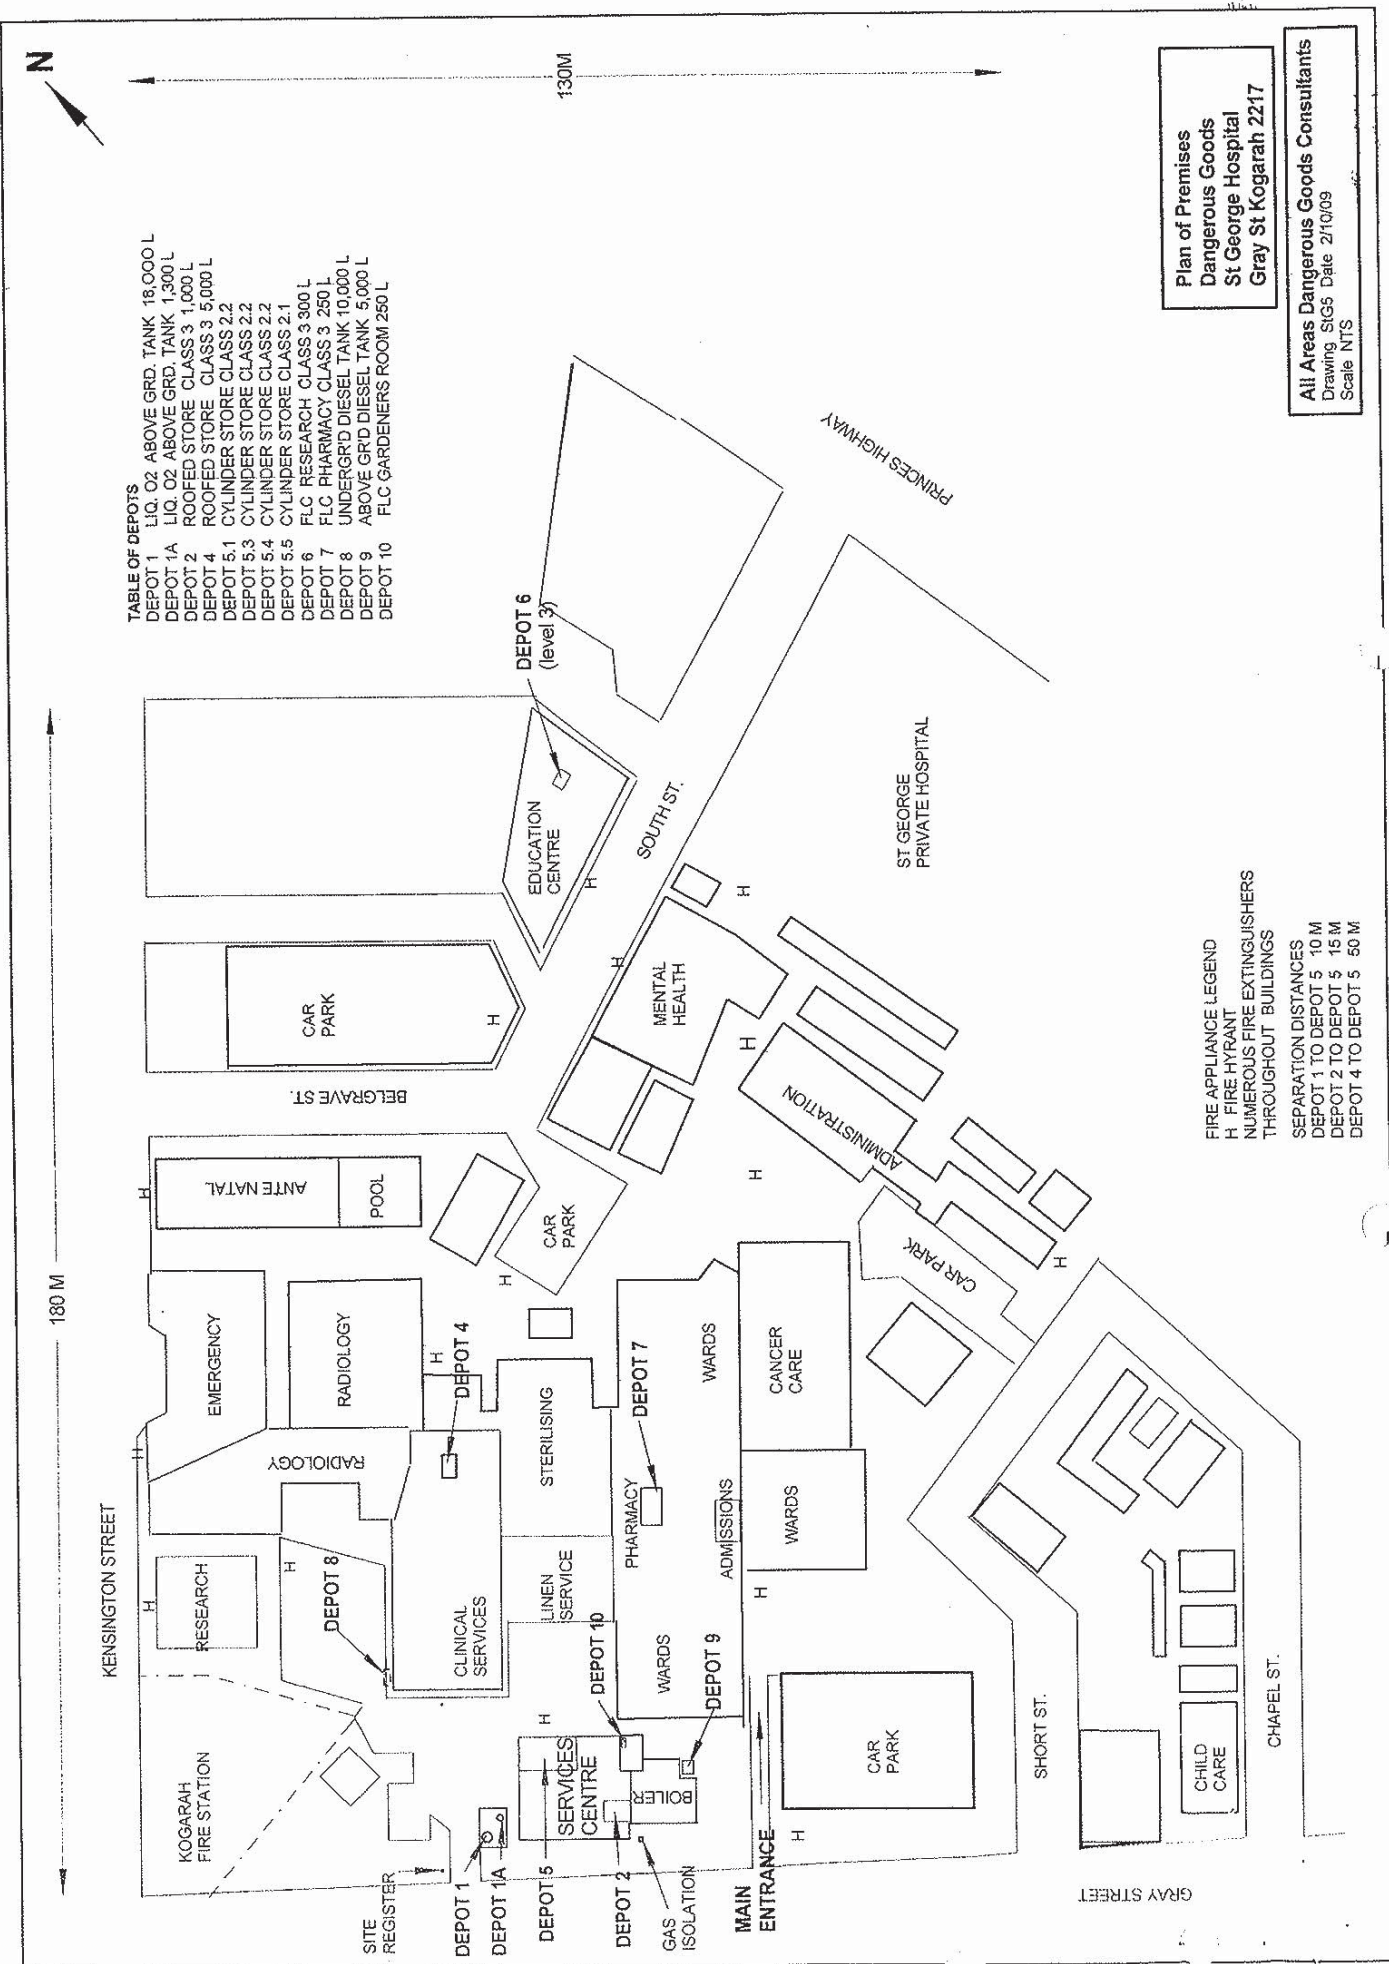 N
130M
180 M
TABLE OF DEPOTS
DEPOT 1 LIQ. O2 ABOVE GRD. TANK 18,000 L
DEPOT 1A LIQ. O2 ABOVE GRD. TANK 1,300 L
DEPOT 2 ROOFED STORE CLASS 3 1,000 L
DEPOT 4 ROOFED STORE CLASS 3 5,000 L
DEPOT 5.1 CYLINDER STORE CLASS 2.2
DEPOT 5.3 CYLINDER STORE CLASS 2.2
DEPOT 5.4 CYLINDER STORE CLASS 2.2
DEPOT 5.5 CYLINDER STORE CLASS 2.1
DEPOT 6 FLC RESEARCH CLASS 3 300 L
DEPOT 7 FLC PHARMACY CLASS 3 250 L
DEPOT 8 UNDERGR'D DIESEL TANK 10,000 L
DEPOT 9 ABOVE GR'D DIESEL TANK 5,000 L
DEPOT 10 FLC GARDENERS ROOM 250 L
KENSINGTON STREET
KOGARAH
FIRE STATION
H
RESEARCH
H
H
EMERGENCY
H
ANTE NATAL
POOL
BELGRAVE ST.
CAR
PARK
H
EDUCATION
CENTRE
H
DEPOT 6
(level 3)
SOUTH ST.
PRINCES HIGHWAY
RADIOLOGY
RADIOLOGY
H
DEPOT 4
H
CAR
PARK
H
MENTAL
HEALTH
H
H
H
ST GEORGE
PRIVATE HOSPITAL
DEPOT 8
CLINICAL
SERVICES
STERILISING
LINEN
SERVICE
SITE
REGISTER
DEPOT 1
DEPOT 1A
DEPOT 5
H
SERVICES
CENTRE
DEPOT 10
DEPOT 2
BOILER
GAS
ISOLATION
DEPOT 9
WARDS
PHARMACY
DEPOT 7
WARDS
ADMISSIONS
MAIN
ENTRANCE
H
H
WARDS
CANCER
CARE
ADMINISTRATION
CAR PARK
H
CAR
PARK
SHORT ST.
CHILD
CARE
CHAPEL ST.
GRAY STREET
FIRE APPLIANCE LEGEND
H FIRE HYRANT
NUMEROUS FIRE EXTINGUISHERS
THROUGHOUT BUILDINGS
SEPARATION DISTANCES
DEPOT 1 TO DEPOT 5 10 M
DEPOT 2 TO DEPOT 5 15 M
DEPOT 4 TO DEPOT 5 50 M
Plan of Premises
Dangerous Goods
St George Hospital
Gray St Kogarah 2217
All Areas Dangerous Goods Consultants
Drawing StG5 Date 2/10/09
Scale NTS